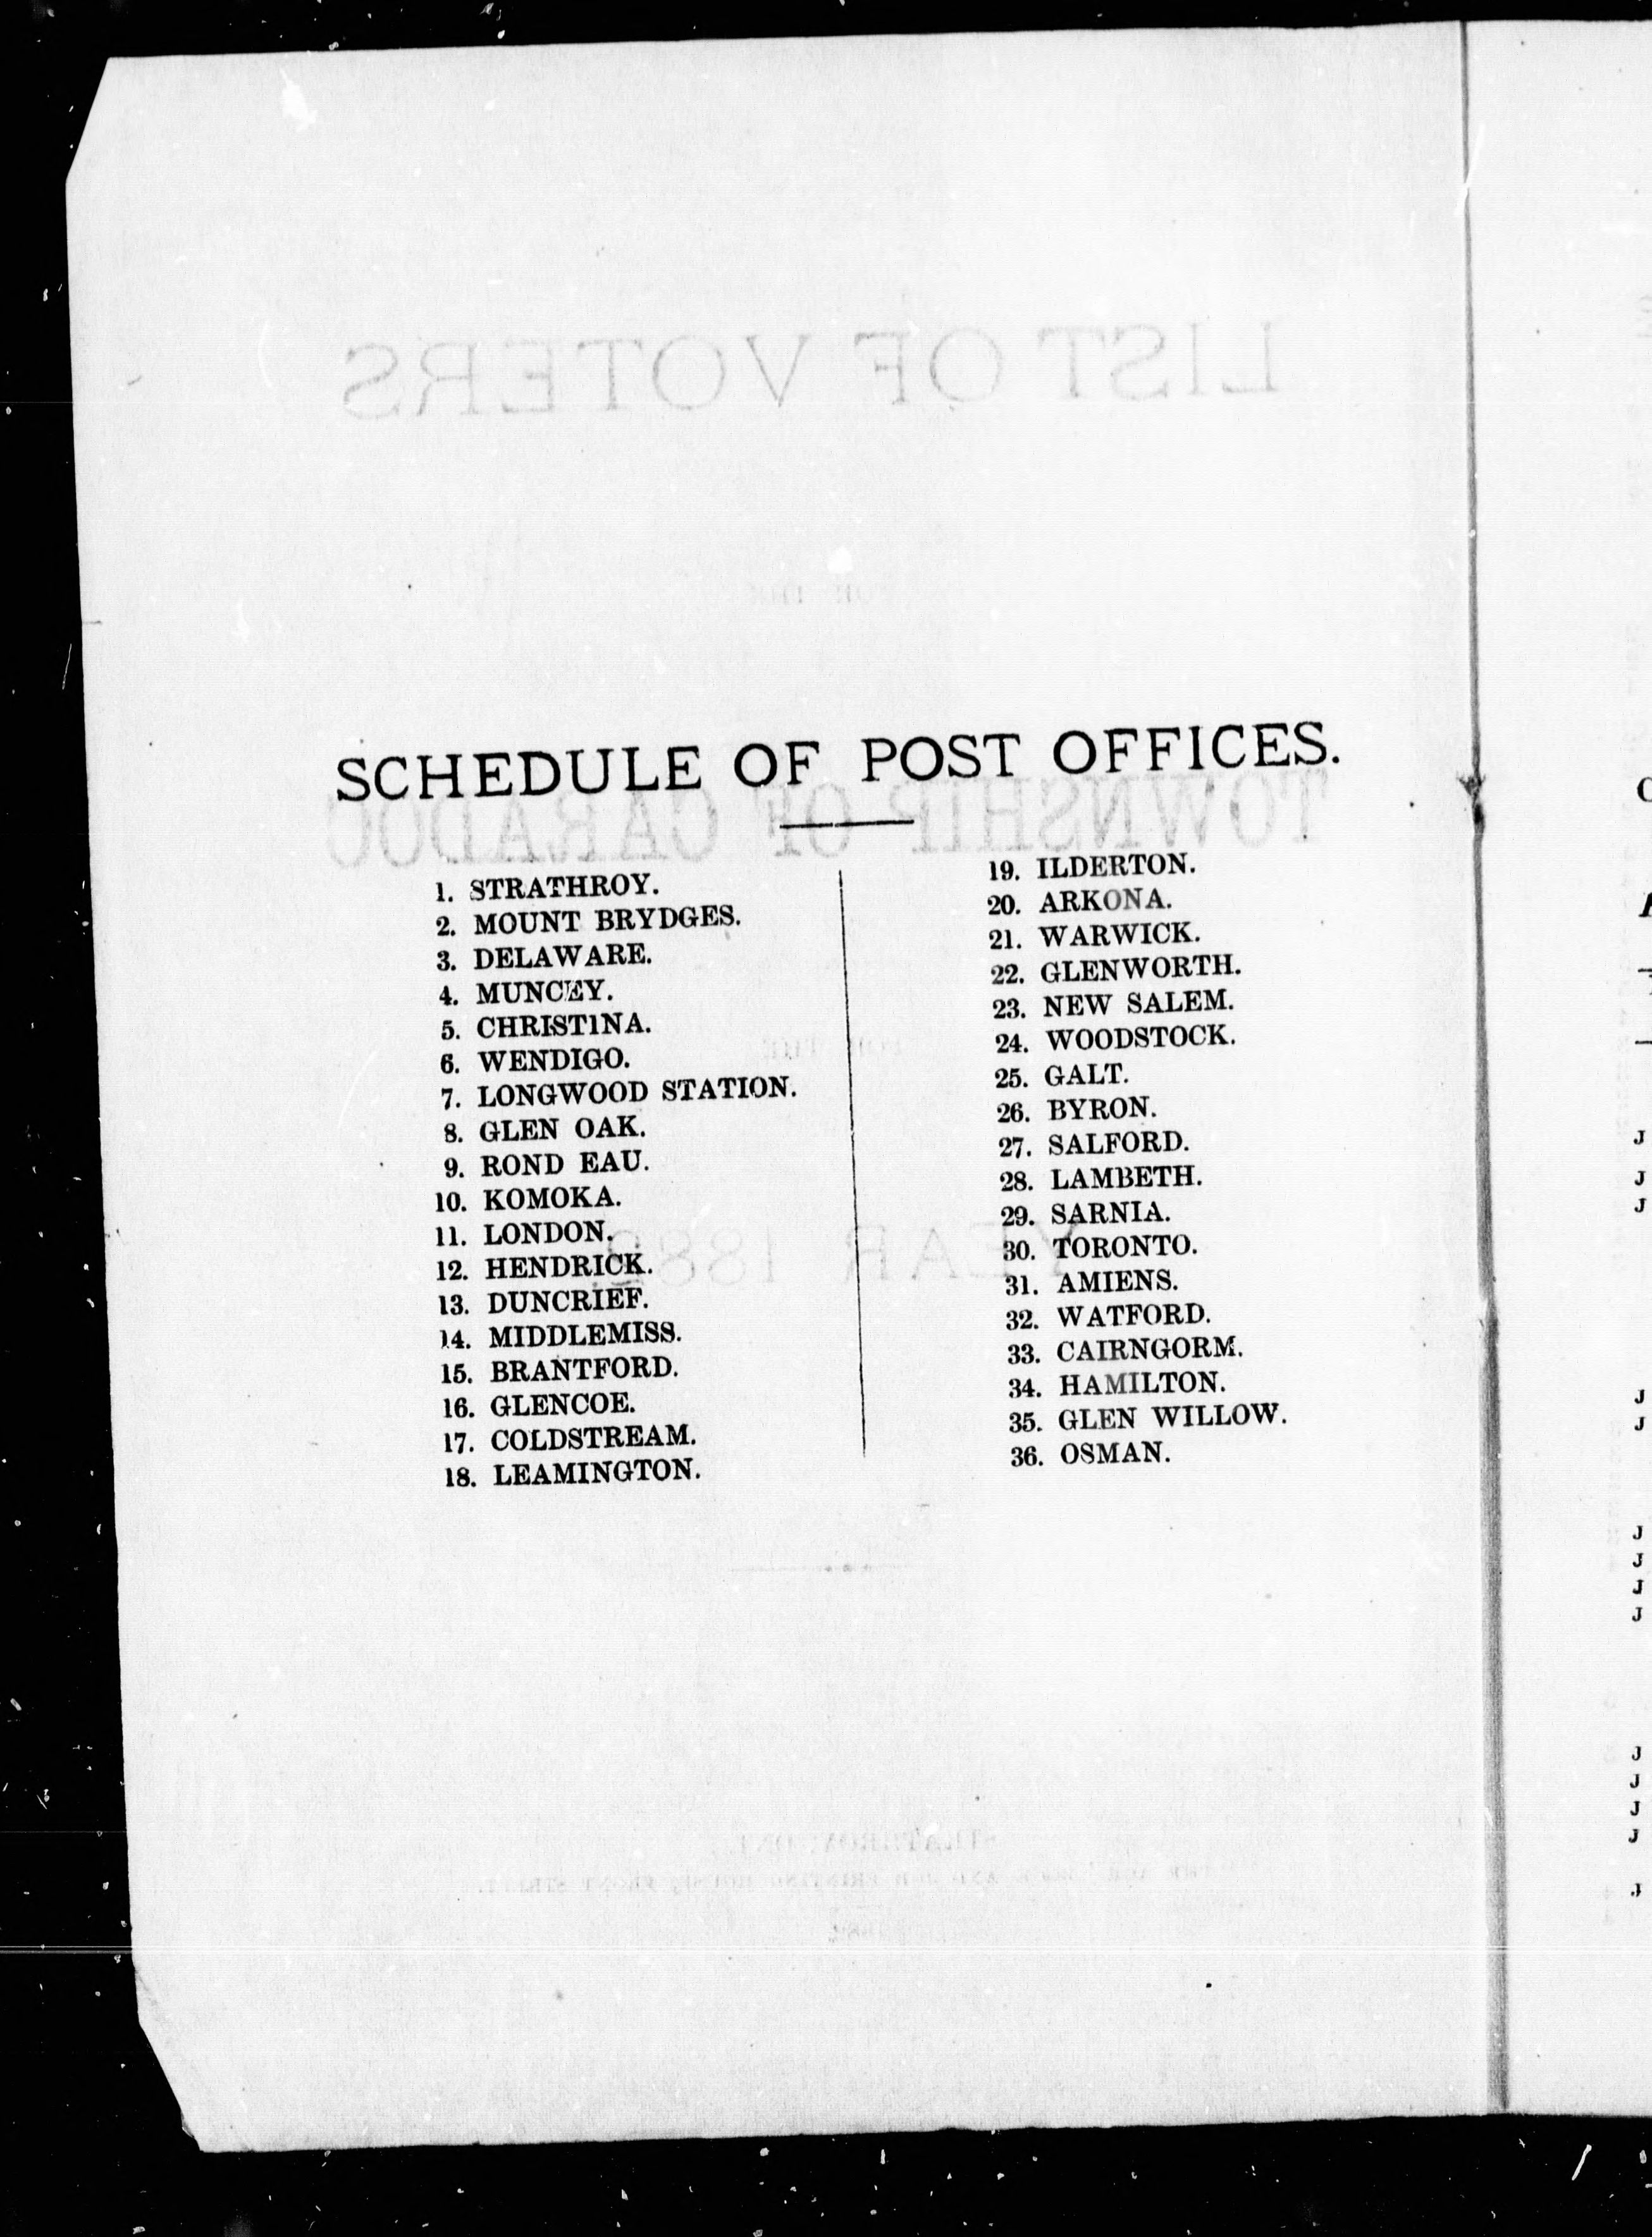 SCHEDULE OF POST OFFICES.
1. STRATHROY.
2. MOUNT BRYDGES.
3. DELAWARE.
4. MUNCEY.
5. CHRISTINA.
6. WENDIGO.
7. LONGWOOD STATION.
8. GLEN OAK.
9. ROND EAU.
10. KOMOKA.
11. LONDON.
12. HENDRICK.
13. DUNCRIEF.
14. MIDDLEMISS.
15. BRANTFORD.
16. GLENCOE.
17. COLDSTREAM.
18. LEAMINGTON.
19. ILDERTON.
20. ARKONA.
21. WARWICK.
22. GLENWORTH.
23. NEW SALEM.
24. WOODSTOCK.
25. GALT.
26. BYRON.
27. SALFORD.
28. LAMBETH.
29. SARNIA.
30. TORONTO.
31. AMIENS.
32. WATFORD.
33. CAIRNGORM.
34. HAMILTON.
35. GLEN WILLOW.
36. OSMAN.